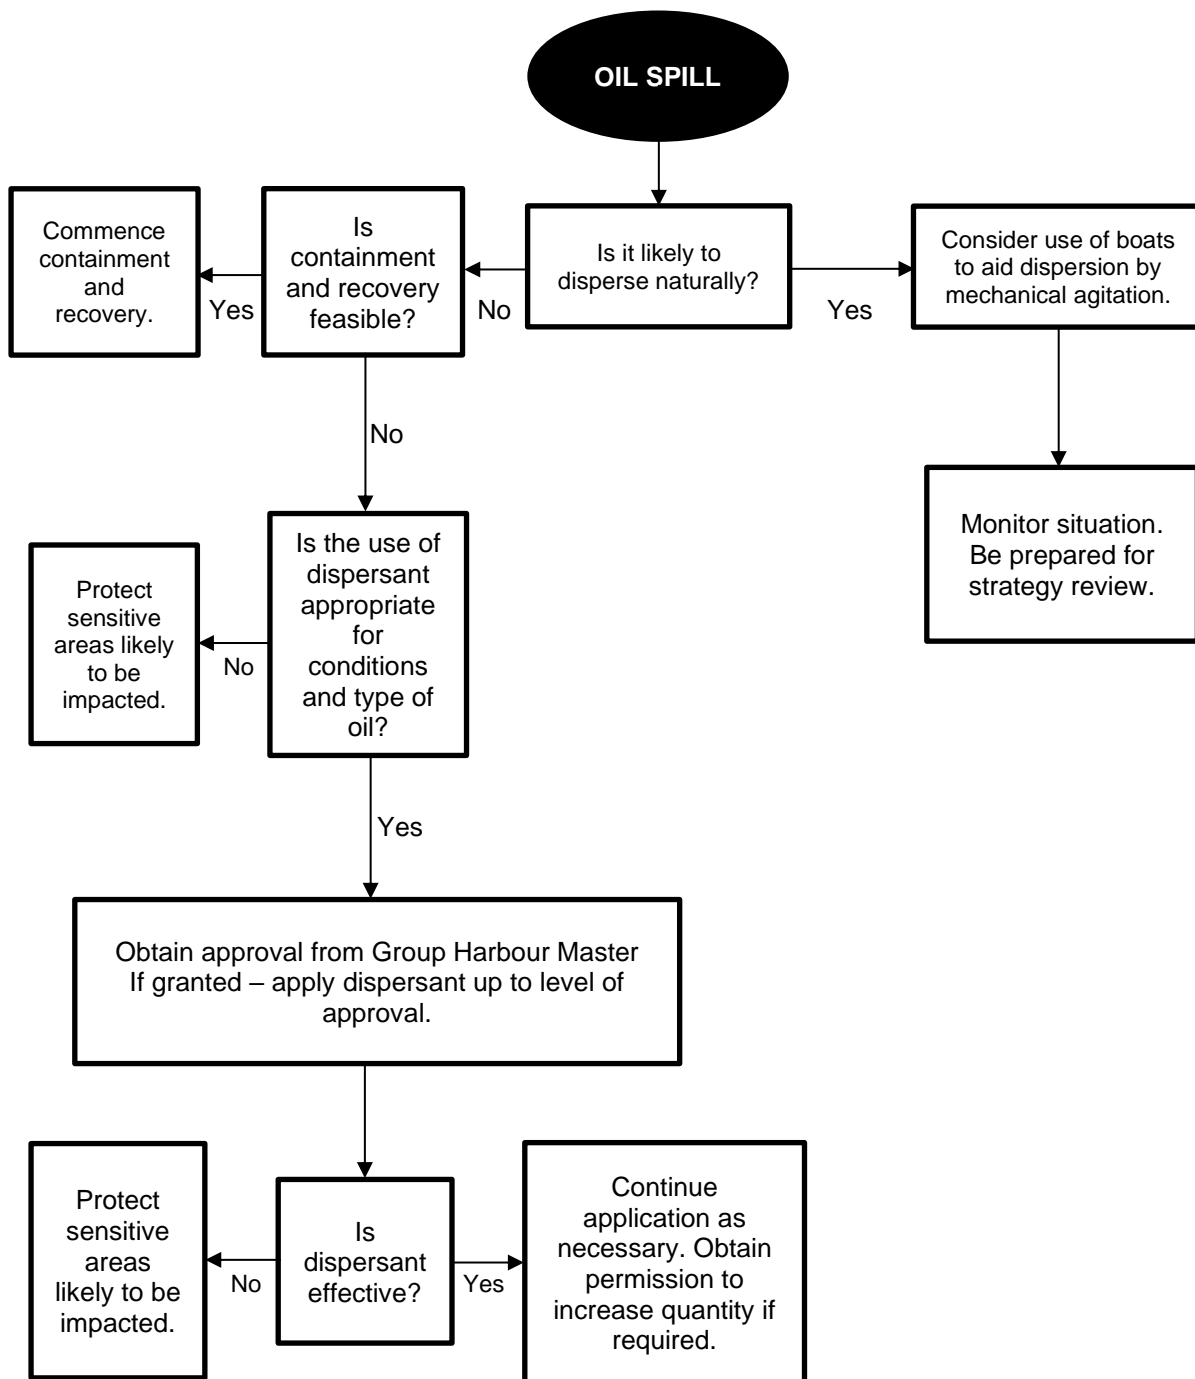 OIL SPILL
Commence
containment
and
recovery.
Yes
Is
containment
and recovery
feasible?
No
Is it likely to
disperse naturally?
Yes
Consider use of boats
to aid dispersion by
mechanical agitation.
No
Monitor situation.
Be prepared for
strategy review.
Protect
sensitive
areas likely
to be
impacted.
No
Is the use of
dispersant
appropriate
for
conditions
and type of
oil?
Yes
Obtain approval from Group Harbour Master
If granted – apply dispersant up to level of
approval.
Protect
sensitive
areas
likely to be
impacted.
No
Is
dispersant
effective?
Yes
Continue
application as
necessary. Obtain
permission to
increase quantity if
required.